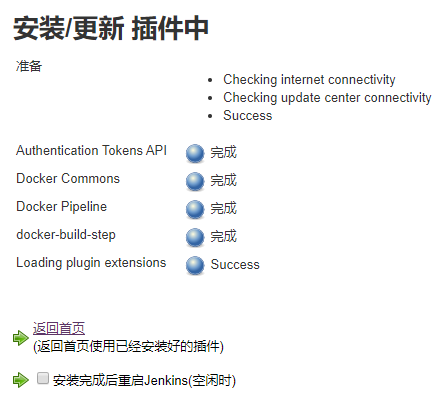 安装/更新 插件中
准备
Checking internet connectivity
Checking update center connectivity
Success
Authentication Tokens API 完成
Docker Commons 完成
Docker Pipeline 完成
docker-build-step 完成
Loading plugin extensions Success
返回首页
(返回首页使用已经安装好的插件)
安装完成后重启Jenkins(空闲时)